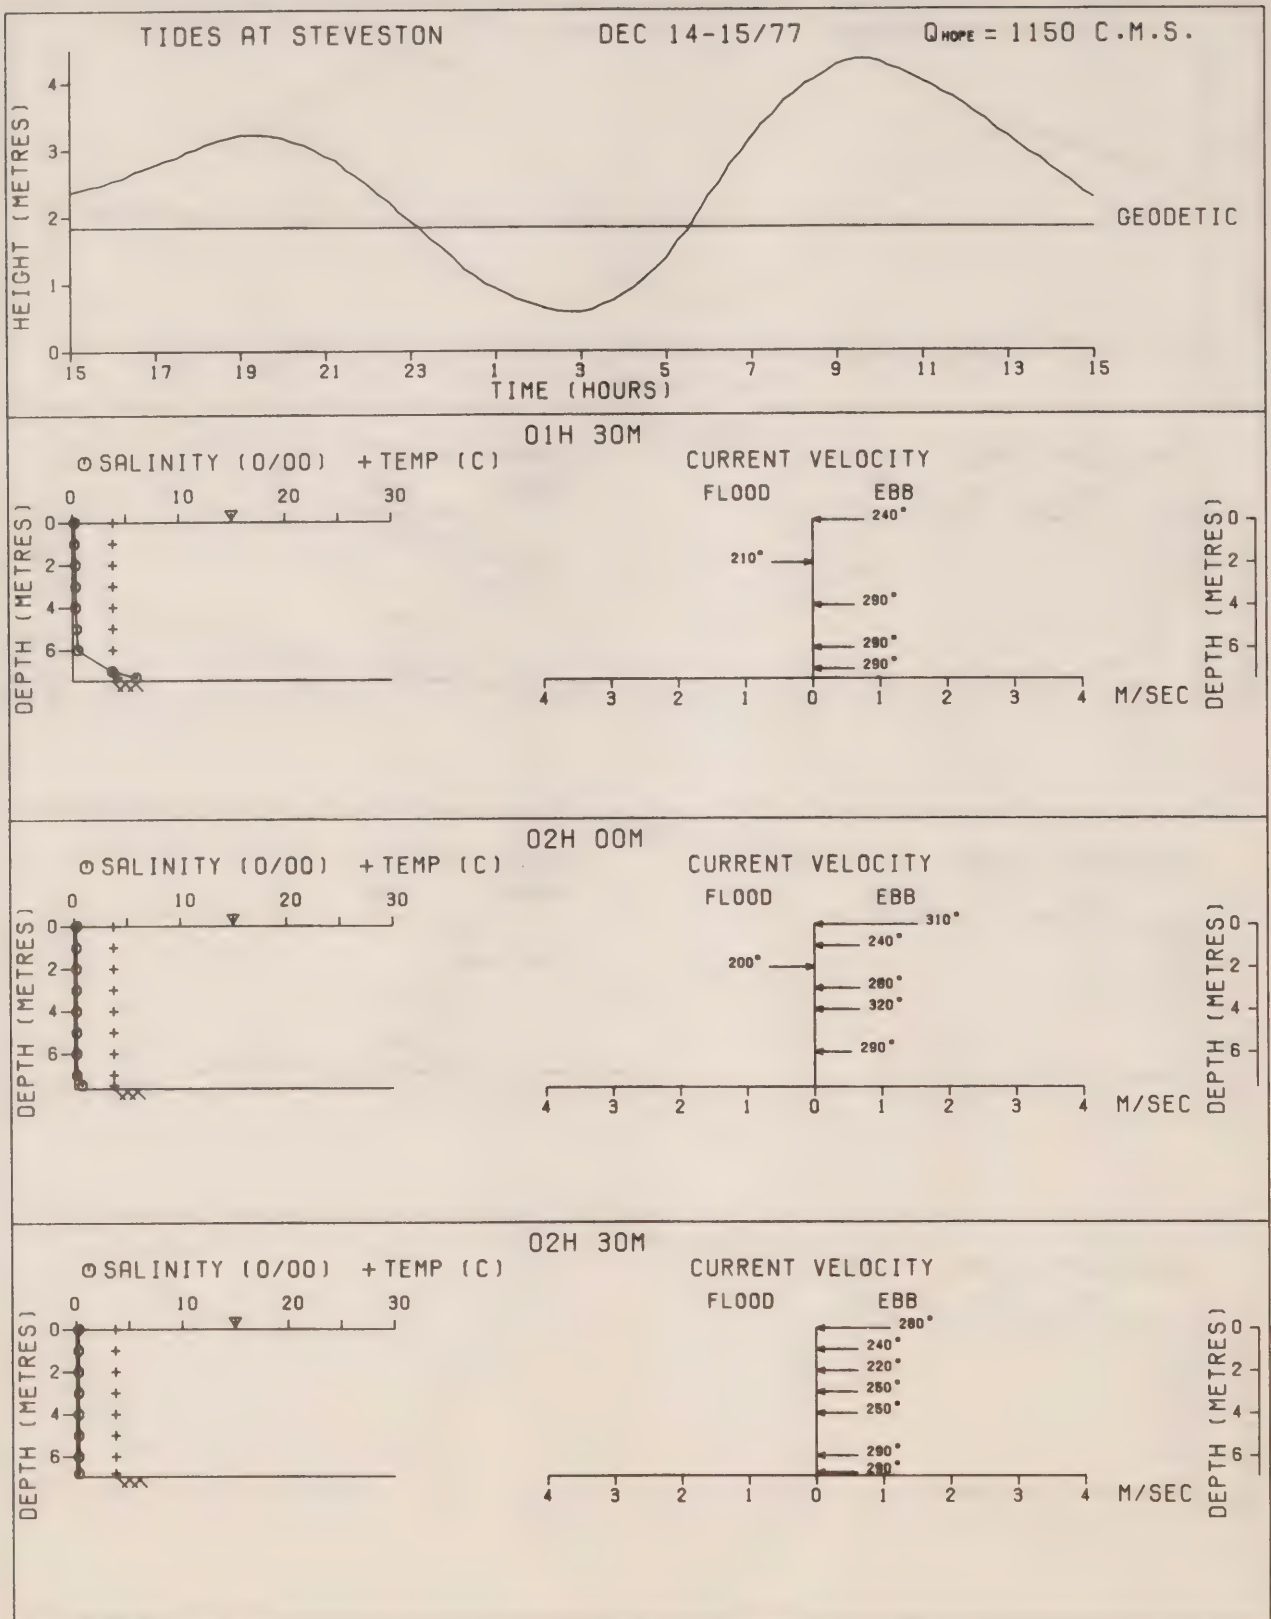 TIDES AT STEVESTON DEC 14-15/77 QHOPE = 1150 C.M.S.
HEIGHT (METRES)
4
3
2
1
0
GEODETIC
15 17 19 21 23 1 3 5 7 9 11 13 15
TIME (HOURS)
01H 30M
SALINITY (O/OO) + TEMP (C) CURRENT VELOCITY
FLOOD EBB
0 10 20 30
DEPTH (METRES)
0
2
4
6
240°
210°
290°
290°
290°
4 3 2 1 0 1 2 3 4 M/SEC
DEPTH (METRES)
0
2
4
6
02H 00M
SALINITY (O/OO) + TEMP (C) CURRENT VELOCITY
FLOOD EBB
0 10 20 30
DEPTH (METRES)
0
2
4
6
310°
240°
200°
280°
320°
290°
4 3 2 1 0 1 2 3 4 M/SEC
DEPTH (METRES)
0
2
4
6
02H 30M
SALINITY (O/OO) + TEMP (C) CURRENT VELOCITY
FLOOD EBB
0 10 20 30
DEPTH (METRES)
0
2
4
6
280°
240°
220°
250°
250°
290°
290°
4 3 2 1 0 1 2 3 4 M/SEC
DEPTH (METRES)
0
2
4
6